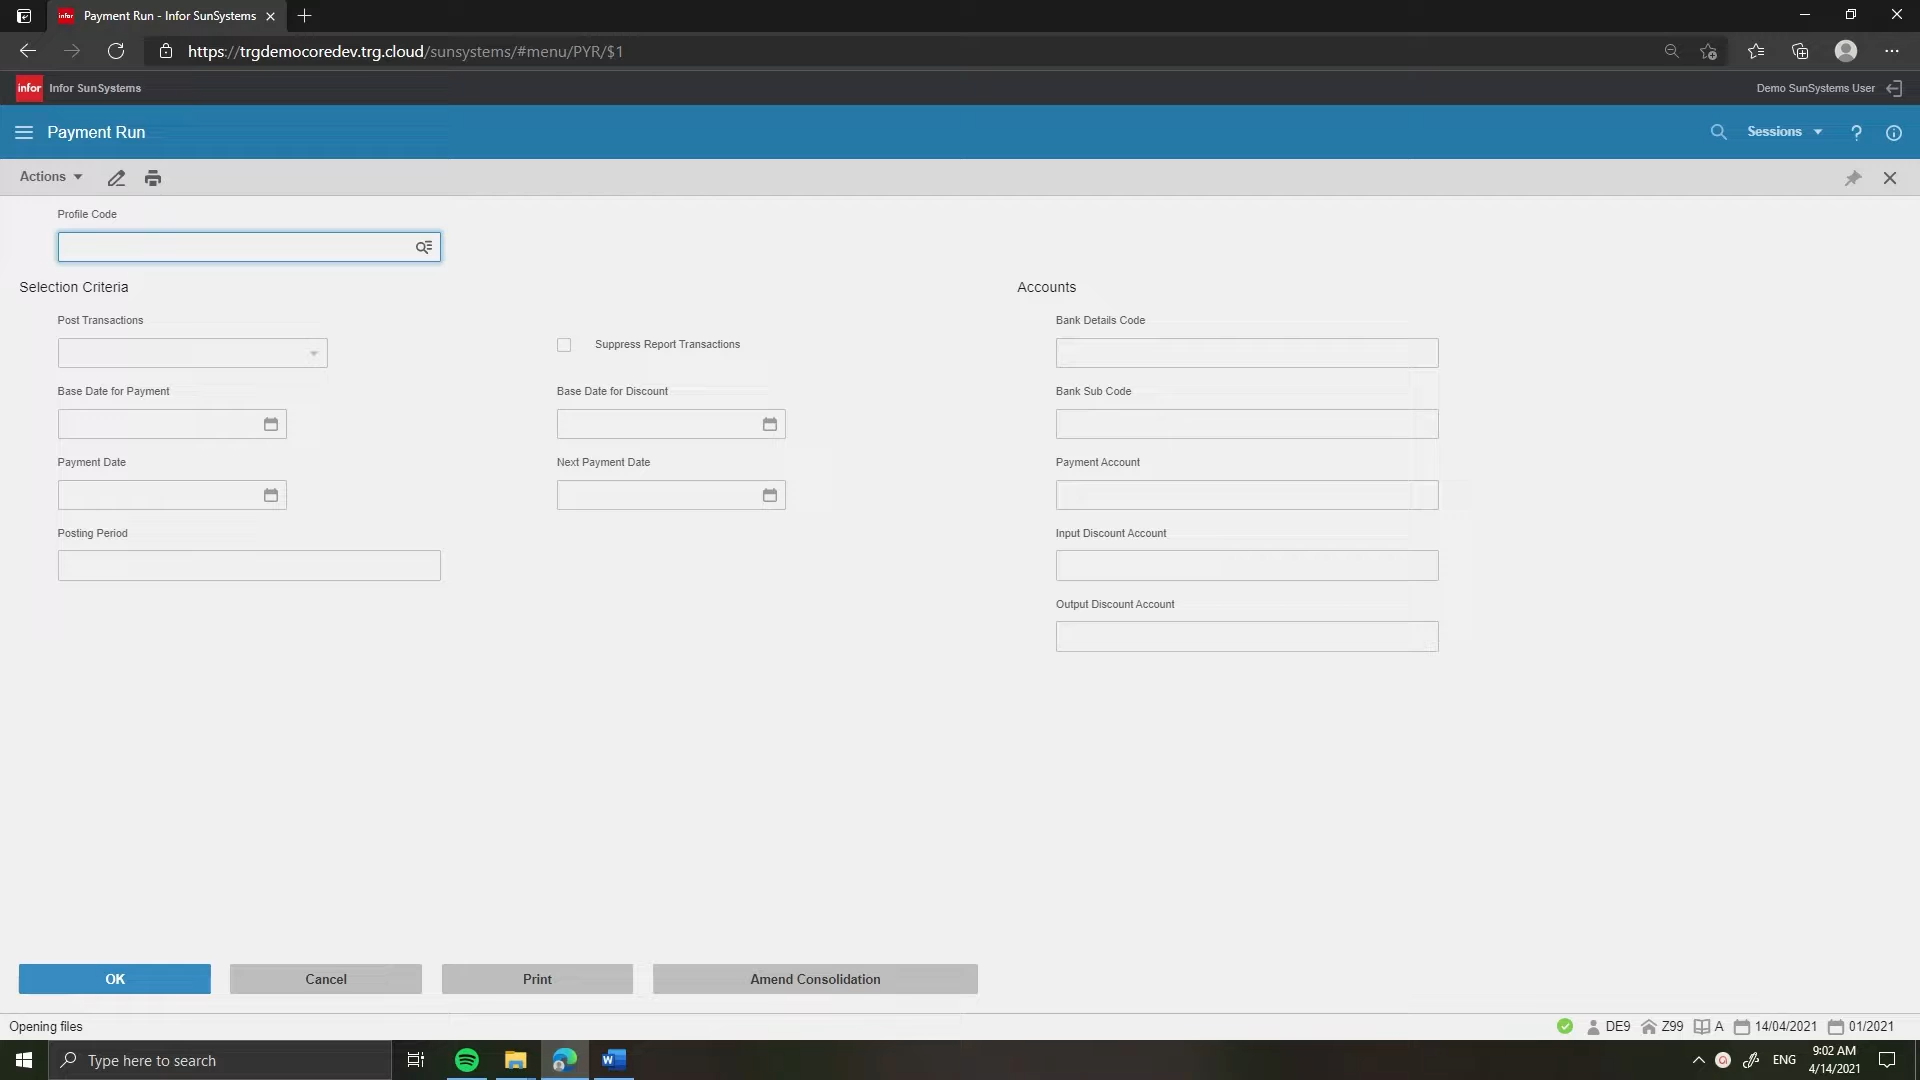 Payment Run - Infor SunSystems
https://trgdemocoredev.trg.cloud/sunsystems/#menu/PYR/$1
infor Infor SunSystems
Demo SunSystems User
Payment Run
Sessions
Actions
Profile Code
Selection Criteria
Accounts
Post Transactions
Suppress Report Transactions
Bank Details Code
Base Date for Payment
Base Date for Discount
Bank Sub Code
Payment Date
Next Payment Date
Payment Account
Posting Period
Input Discount Account
Output Discount Account
OK
Cancel
Print
Amend Consolidation
Opening files
DE9 Z99 A 14/04/2021 01/2021
Type here to search
ENG
9:02 AM
4/14/2021